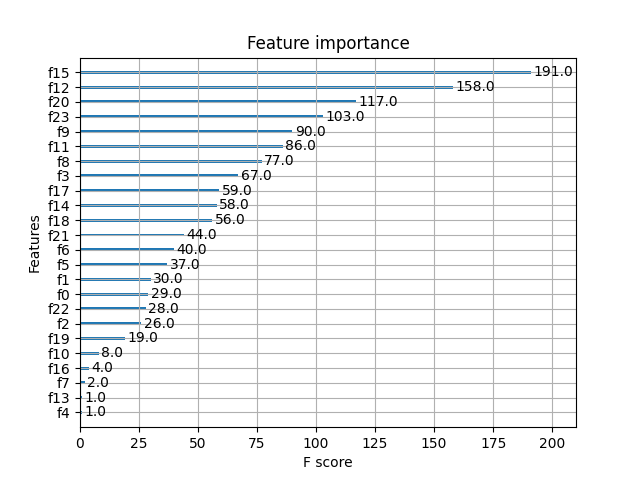 Feature importance
f15 191.0
f12 158.0
f20 117.0
f23 103.0
f9 90.0
f11 86.0
f8 77.0
f3 67.0
f17 59.0
f14 58.0
f18 56.0
f21 44.0
f6 40.0
f5 37.0
f1 30.0
f0 29.0
f22 28.0
f2 26.0
f19 19.0
f10 8.0
f16 4.0
f7 2.0
f13 1.0
f4 1.0
Features
0 25 50 75 100 125 150 175 200
F score